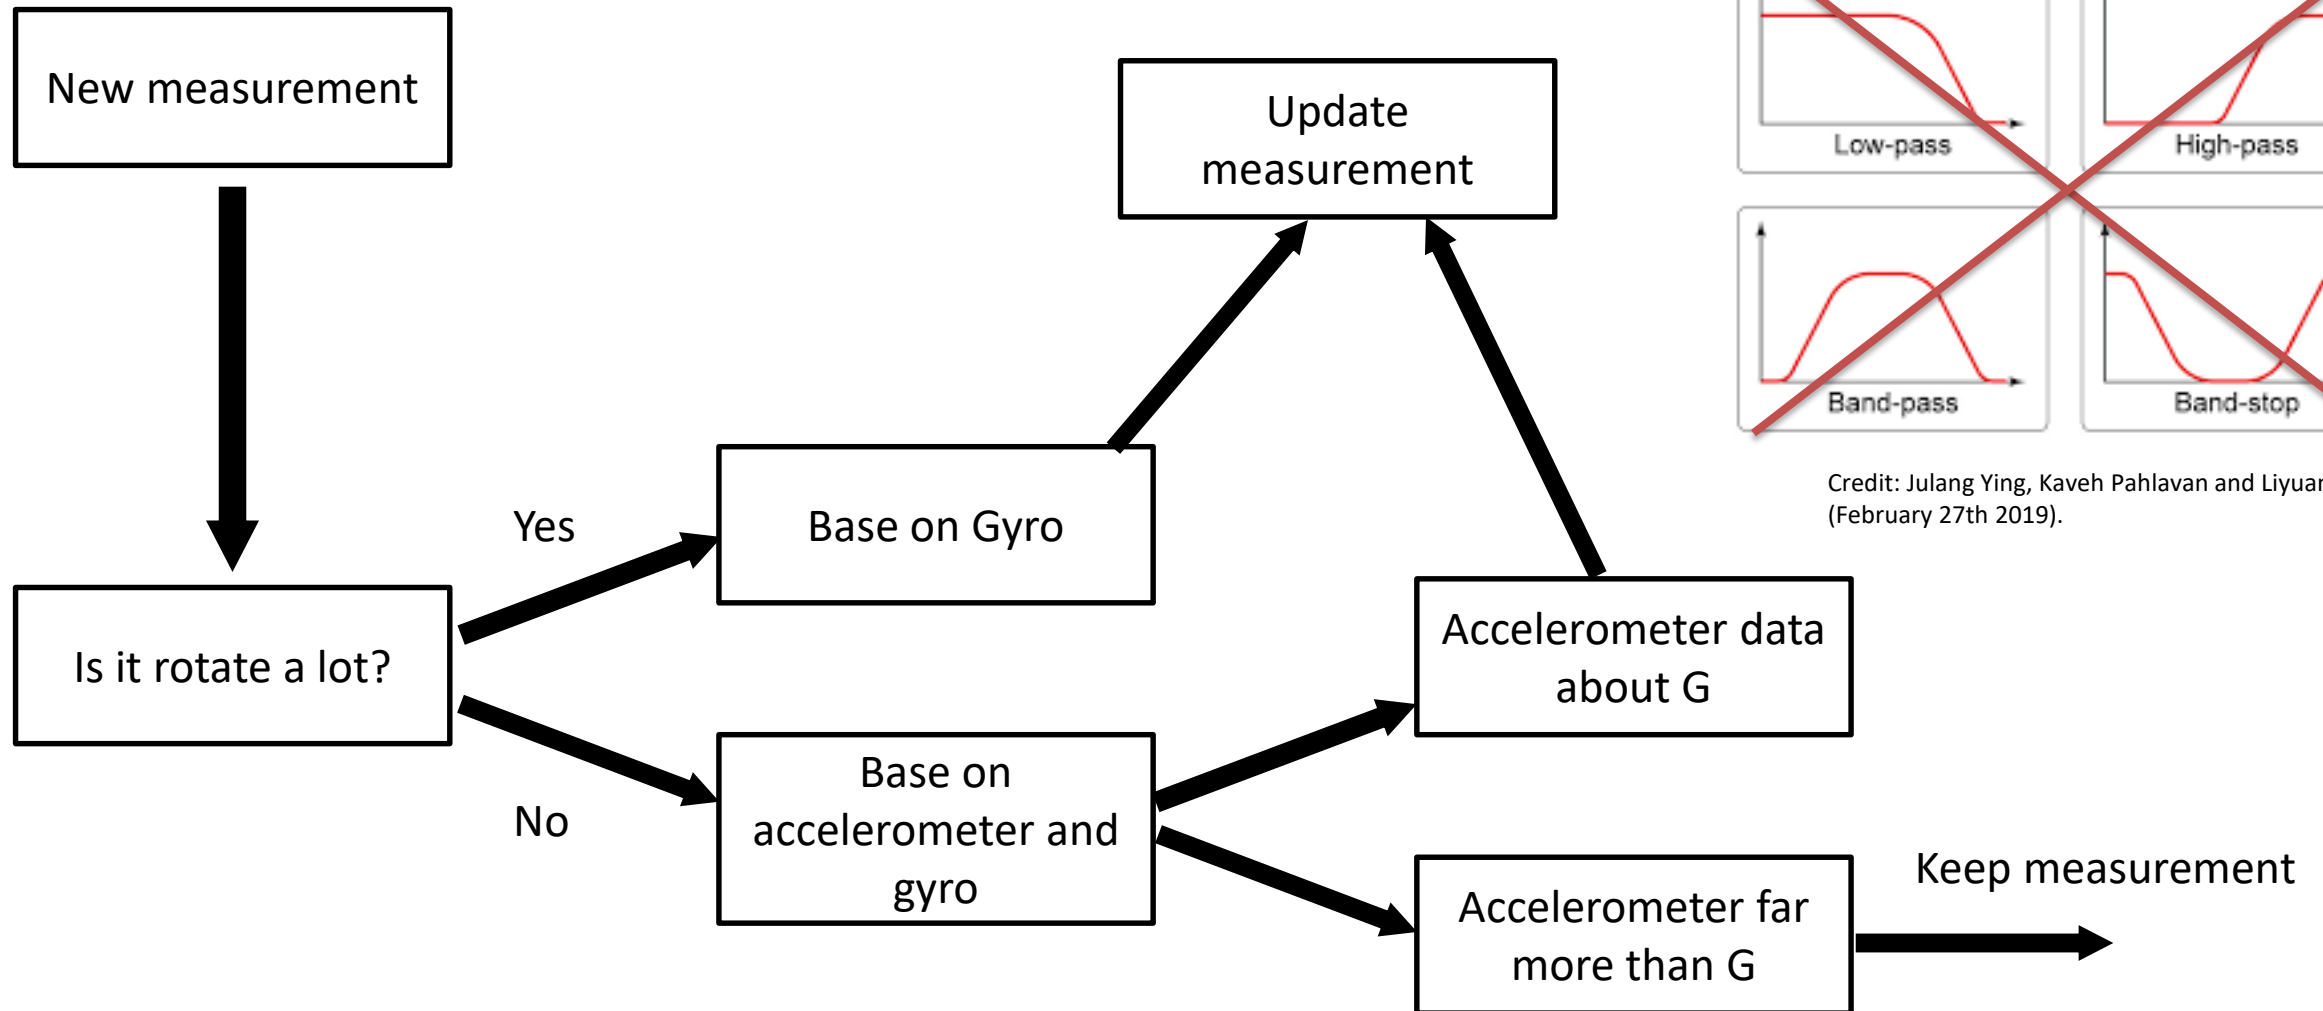 New measurement
Update
measurement
Low-pass
High-pass
Band-pass
Band-stop
Credit: Julang Ying, Kaveh Pahlavan and Liyuan
(February 27th 2019).
Yes
Base on Gyro
Is it rotate a lot?
No
Base on
accelerometer and
gyro
Accelerometer data
about G
Accelerometer far
more than G
Keep measurement